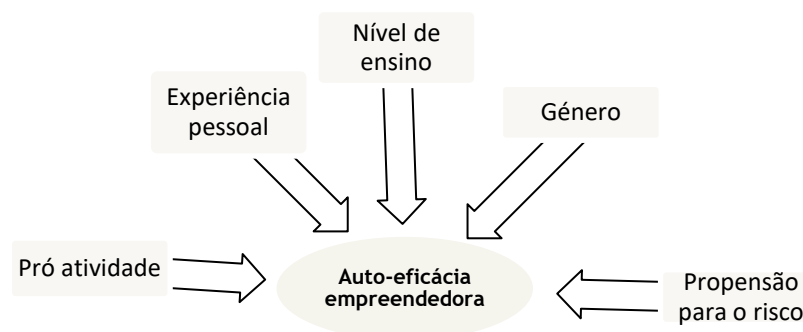 Nível de
ensino
Experiência
pessoal
Género
Pró atividade
Auto-eficácia
empreendedora
Propensão
para o risco